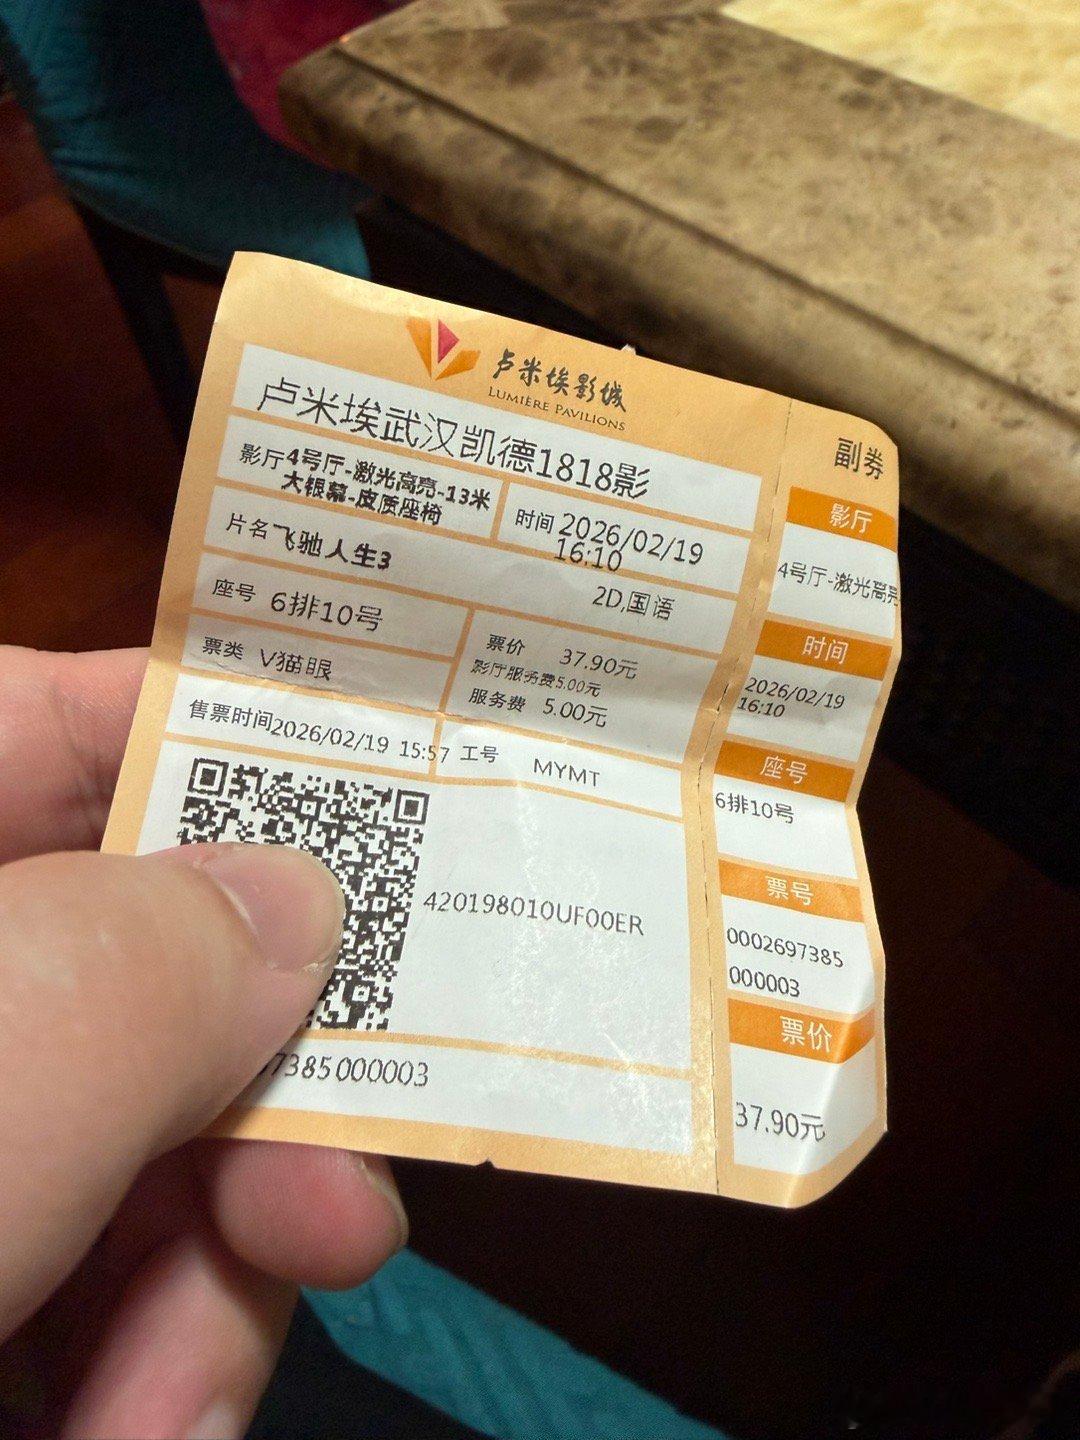 卢米埃影城
LUMIÈRE PAVILIONS
卢米埃武汉凯德1818影
影厅 4号厅-激光高亮-13米
大银幕-皮质座椅
时间 2026/02/19
16:10
片名 飞驰人生3
2D,国语
座号 6排10号
票价 37.90元
影厅服务费5.00元
服务费 5.00元
票类 V猫眼
售票时间2026/02/19 15:57
工号 MYMT
420198010UF00ER
7385000003
副券
影厅
4号厅-激光高亮
时间
2026/02/19
16:10
座号
6排10号
票号
0002697385
000003
票价
37.90元